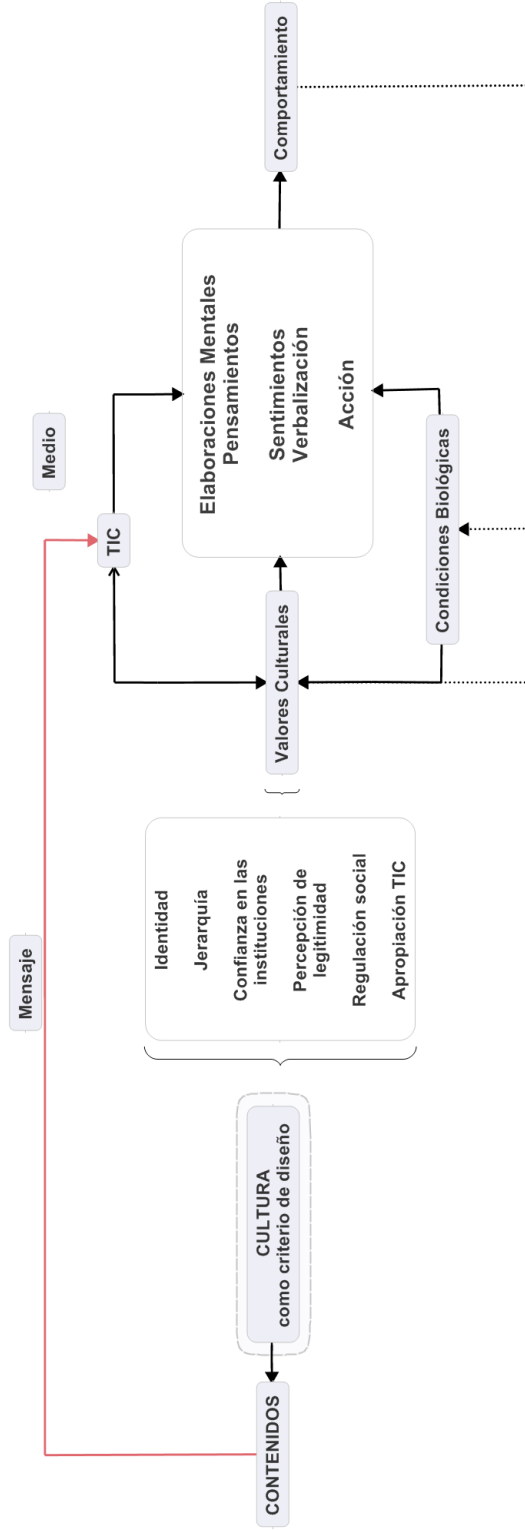 Mensaje
Medio
TIC
CONTENIDOS
CULTURA
como criterio de diseño
Identidad
Jerarquía
Confianza en las
instituciones
Percepción de
legitimidad
Regulación social
Apropiación TIC
Valores Culturales
Elaboraciones Mentales
Pensamientos
Sentimientos
Verbalización
Acción
Comportamiento
Condiciones Biológicas